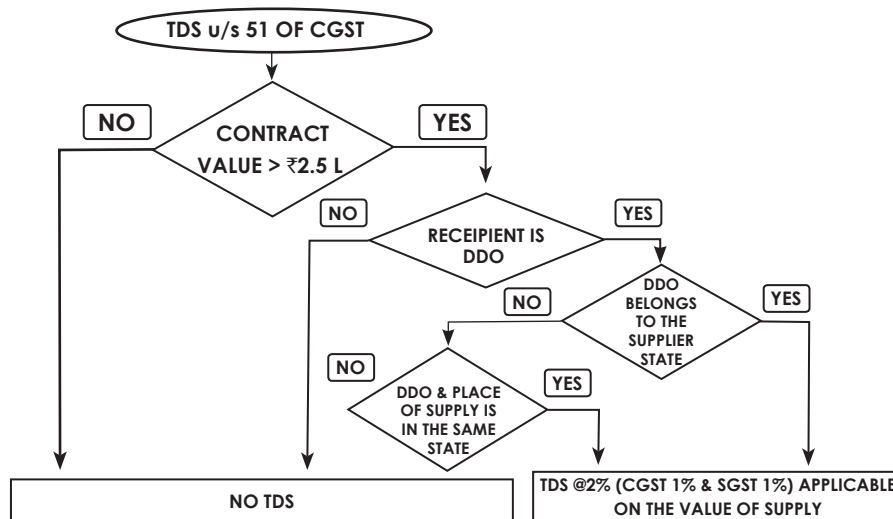 TDS u/s 51 OF CGST
NO
YES
CONTRACT
VALUE > ₹2.5 L
NO
YES
RECEIPIENT IS
DDO
NO
YES
DDO
BELONGS
TO THE
SUPPLIER
STATE
NO
YES
DDO & PLACE
OF SUPPLY IS
IN THE SAME
STATE
NO TDS
TDS @2% (CGST 1% & SGST 1%) APPLICABLE
ON THE VALUE OF SUPPLY